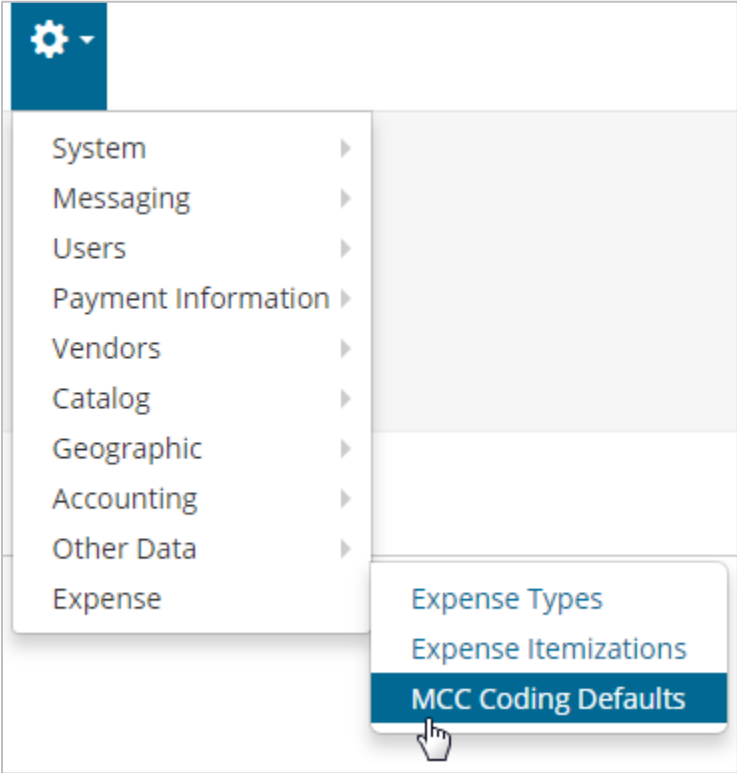 System
Messaging
Users
Payment Information
Vendors
Catalog
Geographic
Accounting
Other Data
Expense
Expense Types
Expense Itemizations
MCC Coding Defaults